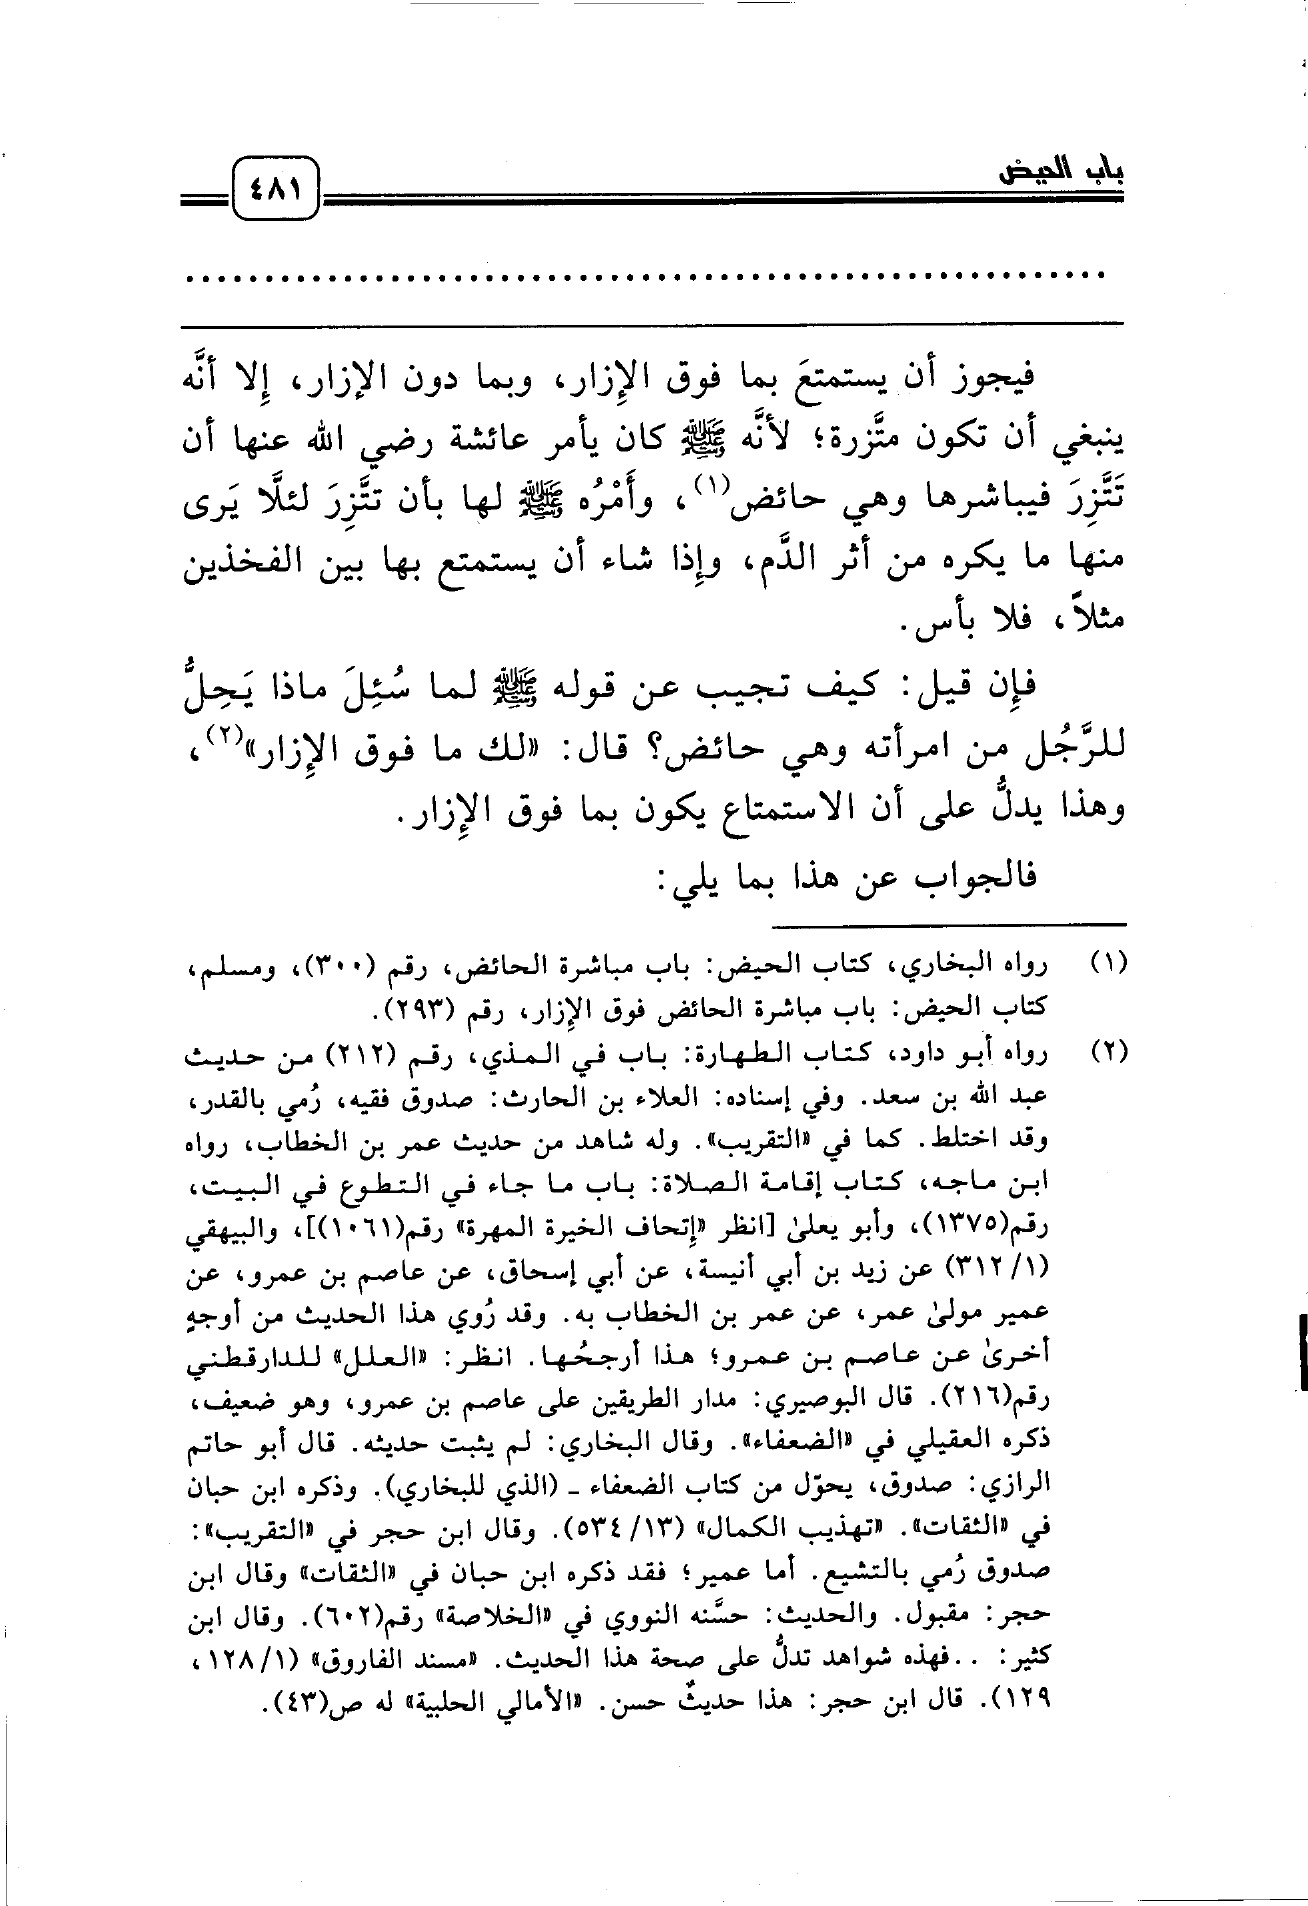 باب الحيض
٤٨١
فيجوز أن يستمتعَ بما فوق الإِزار، وبما دون الإزار، إِلا أنَّه
ينبغي أن تكون متَّزرة؛ لأنَّه ﷺ كان يأمر عائشة رضي الله عنها أن
تَتَّزِرَ فيباشرها وهي حائض(١)، وأَمْرُه ﷺ لها بأن تتَّزِرَ لئلَّا يَرى
منها ما يكره من أثر الدَّم، وإِذا شاء أن يستمتع بها بين الفخذين
مثلاً، فلا بأس.
فإِن قيل: كيف تجيب عن قوله ﷺ لما سُئِلَ ماذا يَحِلُّ
للرَّجُل من امرأته وهي حائض؟ قال: «لك ما فوق الإِزار»(٢)،
وهذا يدلُّ على أن الاستمتاع يكون بما فوق الإِزار.
فالجواب عن هذا بما يلي:
(١) رواه البخاري، كتاب الحيض: باب مباشرة الحائض، رقم (٣٠٠)، ومسلم،
كتاب الحيض: باب مباشرة الحائض فوق الإِزار، رقم (٢٩٣).
(٢) رواه أبو داود، كتاب الطهارة: باب في المذي، رقم (٢١٢) من حديث
عبد الله بن سعد. وفي إسناده: العلاء بن الحارث: صدوق فقيه، رُمي بالقدر،
وقد اختلط. كما في «التقريب». وله شاهد من حديث عمر بن الخطاب، رواه
ابن ماجه، كتاب إقامة الصلاة: باب ما جاء في التطوع في البيت،
رقم(١٣٧٥)، وأبو يعلىٰ [انظر «إتحاف الخيرة المهرة» رقم(١٠٦١)]، والبيهقي
(١/ ٣١٢) عن زيد بن أبي أنيسة، عن أبي إسحاق، عن عاصم بن عمرو، عن
عمير مولىٰ عمر، عن عمر بن الخطاب به. وقد رُوي هذا الحديث من أوجهٍ
أخرىٰ عن عاصم بن عمرو؛ هذا أرجحُها. انظر: «العلل» للدارقطني
رقم(٢١٦). قال البوصيري: مدار الطريقين على عاصم بن عمرو، وهو ضعيف،
ذكره العقيلي في «الضعفاء». وقال البخاري: لم يثبت حديثه. قال أبو حاتم
الرازي: صدوق، يحوّل من كتاب الضعفاء ـ (الذي للبخاري). وذكره ابن حبان
في «الثقات». «تهذيب الكمال» (١٣/ ٥٣٤). وقال ابن حجر في «التقريب»:
صدوق رُمي بالتشيع. أما عمير؛ فقد ذكره ابن حبان في «الثقات» وقال ابن
حجر: مقبول. والحديث: حسَّنه النووي في «الخلاصة» رقم(٦٠٢). وقال ابن
كثير: ..فهذه شواهد تدلُّ على صحة هذا الحديث. «مسند الفاروق» (١/ ١٢٨،
١٢٩). قال ابن حجر: هذا حديثٌ حسن. «الأمالي الحلبية» له ص(٤٣).